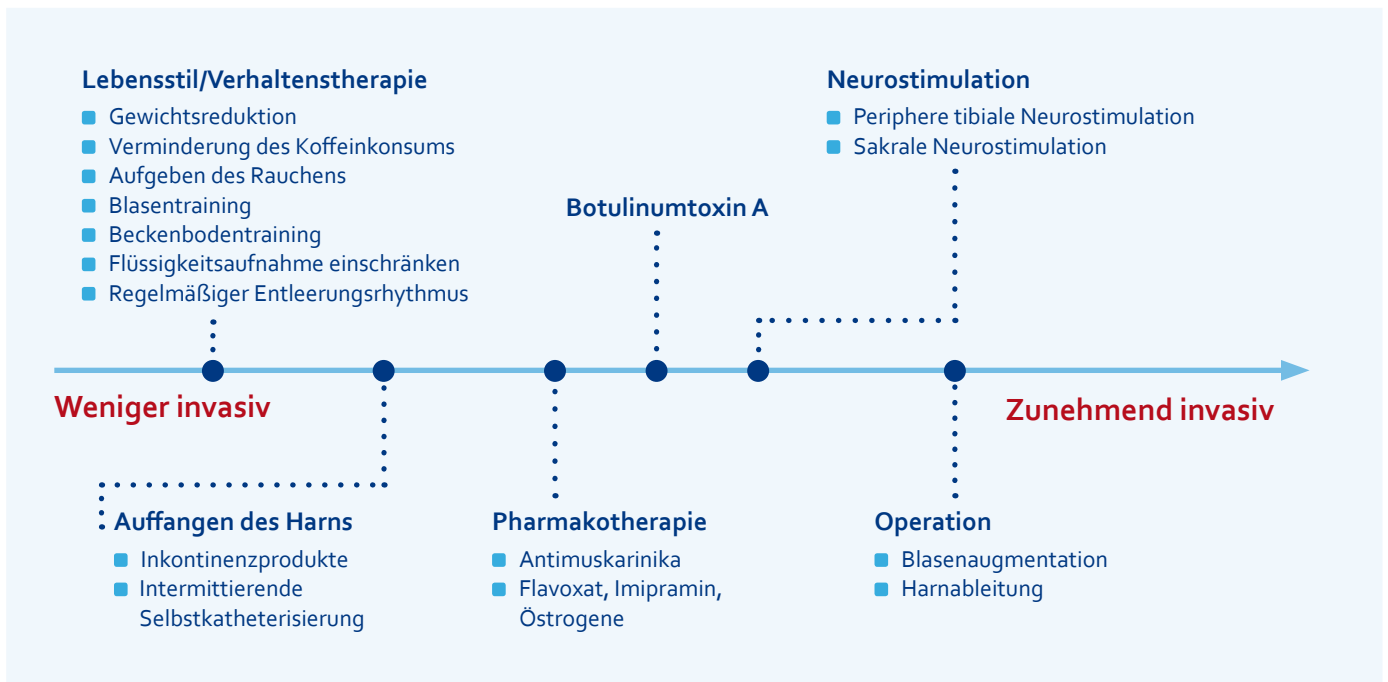 Lebensstil/Verhaltenstherapie
Gewichtsreduktion
Verminderung des Koffeinkonsums
Aufgeben des Rauchens
Blasentraining
Beckenbodentraining
Flüssigkeitsaufnahme einschränken
Regelmäßiger Entleerungsrhythmus
Botulinumtoxin A
Neurostimulation
Periphere tibiale Neurostimulation
Sakrale Neurostimulation
Weniger invasiv
Zunehmend invasiv
Auffangen des Harns
Inkontinenzprodukte
Intermittierende
Selbstkatheterisierung
Pharmakotherapie
Antimuskarinika
Flavoxat, Imipramin,
Östrogene
Operation
Blasenaugmentation
Harnableitung